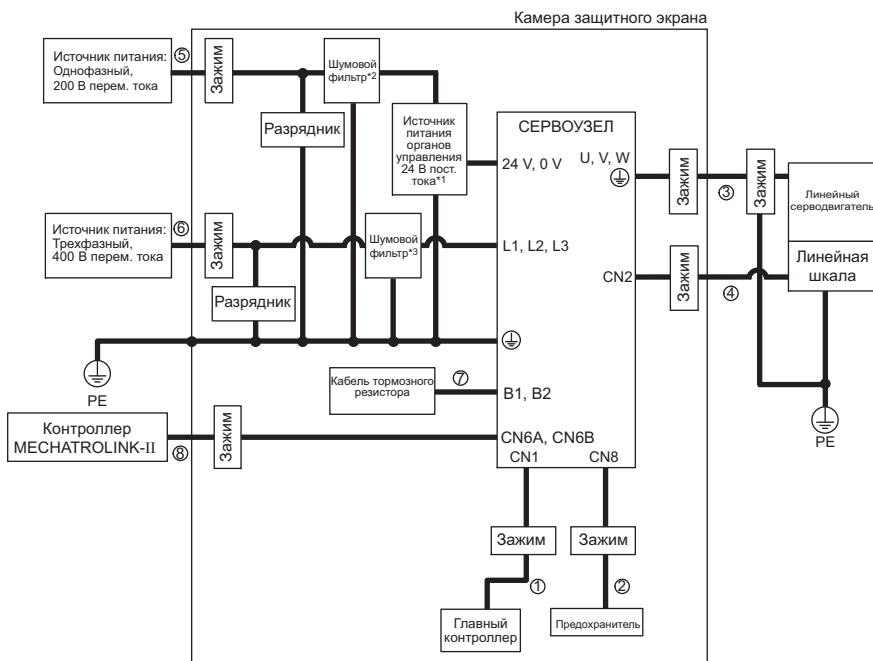 Камера защитного экрана
Источник питания:
Однофазный,
200 В перем. тока
⑤
Зажим
Шумовой
фильтр*2
Разрядник
Источник
питания
органов
управления
24 В пост.
тока*1
СЕРВОУЗЕЛ
24 V, 0 V
U, V, W
Зажим
③
Зажим
Линейный
серводвигатель
Источник питания:
Трехфазный,
400 В перем. тока
⑥
Зажим
Шумовой
фильтр*3
L1, L2, L3
Разрядник
CN2
Зажим
④
Линейная
шкала
PE
Кабель тормозного
резистора
⑦
B1, B2
PE
Контроллер
MECHATROLINK-II
⑧
Зажим
CN6A, CN6B
CN1
CN8
Зажим
Зажим
①
②
Главный
контроллер
Предохранитель